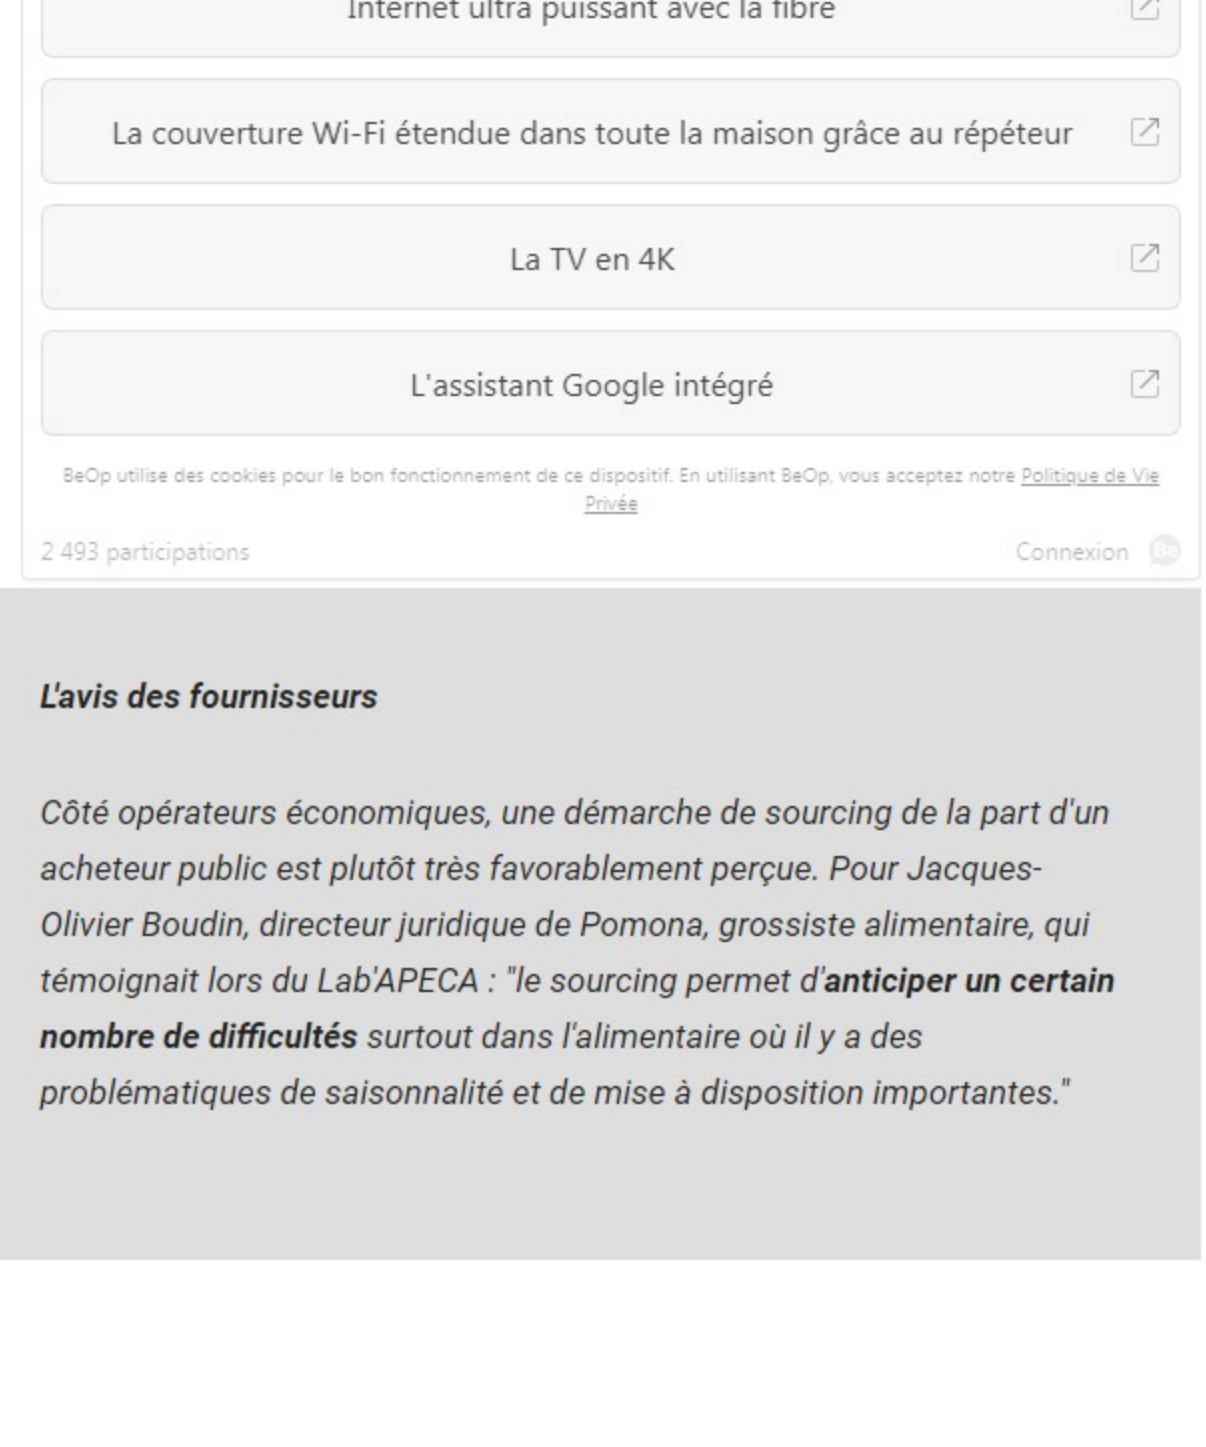 Internet ultra puissant avec la fibre
La couverture Wi-Fi étendue dans toute la maison grâce au répéteur
La TV en 4K
L'assistant Google intégré
BeOp utilise des cookies pour le bon fonctionnement de ce dispositif. En utilisant BeOp, vous acceptez notre Politique de Vie
Privée
2 493 participations
Connexion Be
L'avis des fournisseurs
Côté opérateurs économiques, une démarche de sourcing de la part d'un
acheteur public est plutôt très favorablement perçue. Pour Jacques-
Olivier Boudin, directeur juridique de Pomona, grossiste alimentaire, qui
témoignait lors du Lab'APECA : "le sourcing permet d'anticiper un certain
nombre de difficultés surtout dans l'alimentaire où il y a des
problématiques de saisonnalité et de mise à disposition importantes."